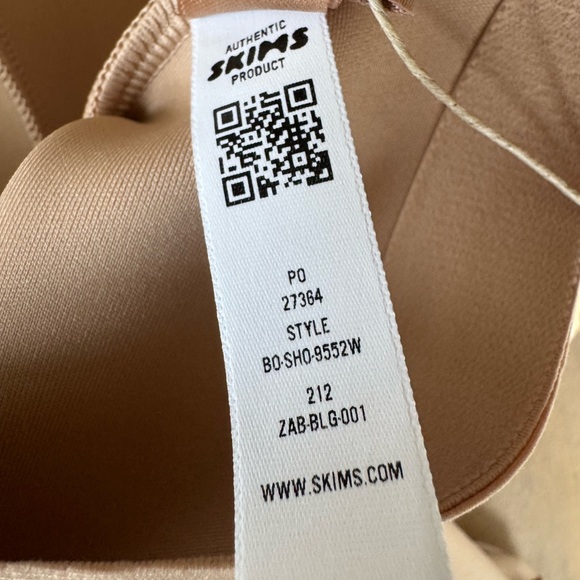 AUTHENTIC
SKIMS
PRODUCT
PO
27364
STYLE
BO-SHO-9552W
212
ZAB-BLG-001
WWW.SKIMS.COM